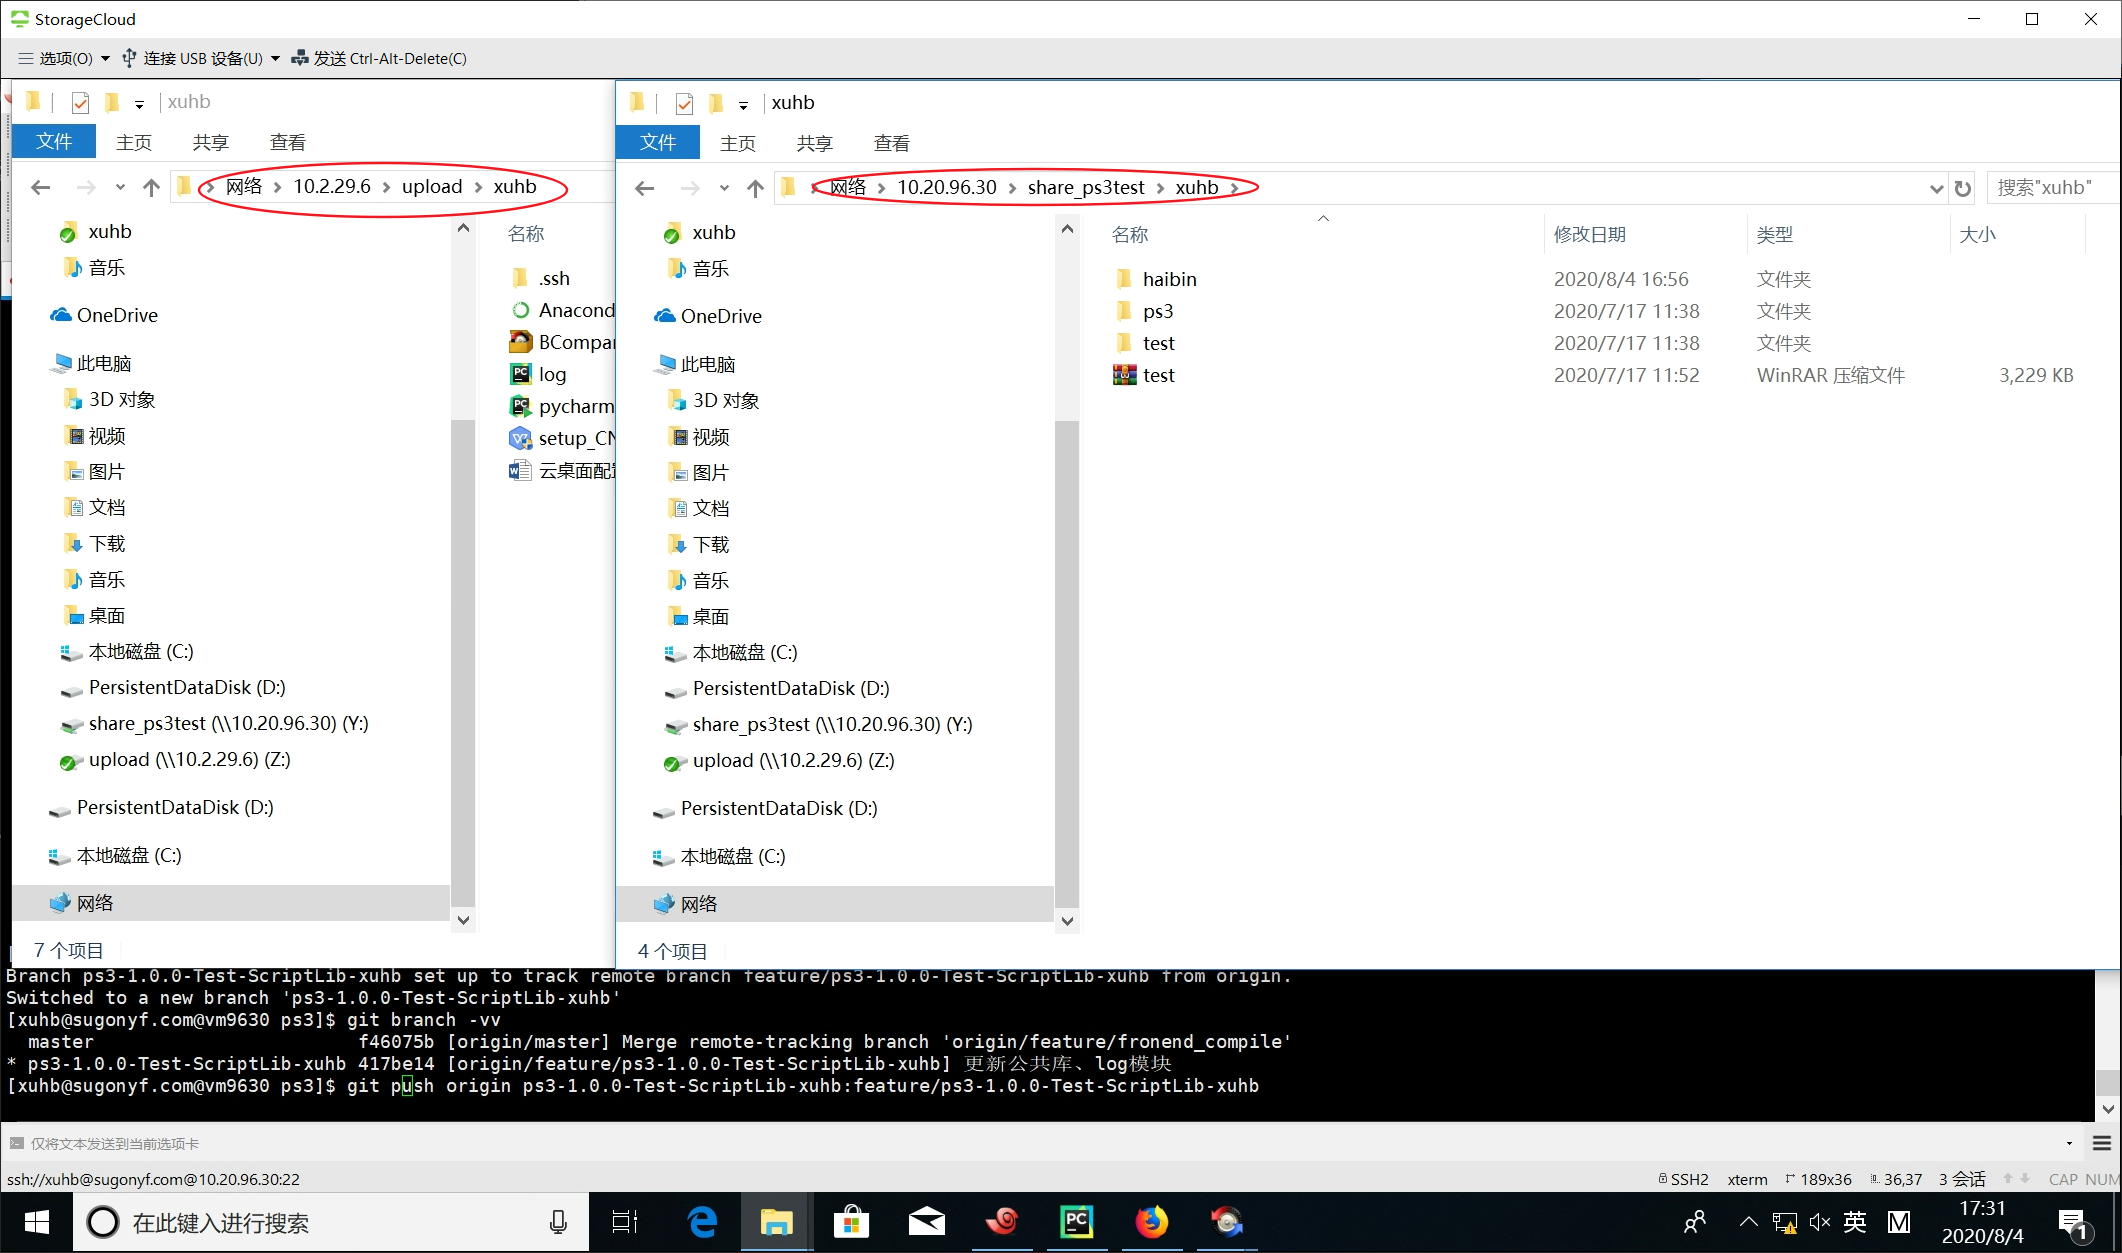 StorageCloud
选项(O) 连接 USB 设备(U) 发送 Ctrl-Alt-Delete(C)
xuhb
文件 主页 共享 查看
网络 10.2.29.6 upload xuhb
xuhb
音乐
OneDrive
此电脑
3D 对象
视频
图片
文档
下载
音乐
桌面
本地磁盘 (C:)
PersistentDataDisk (D:)
share_ps3test (\\10.20.96.30) (Y:)
upload (\\10.2.29.6) (Z:)
PersistentDataDisk (D:)
本地磁盘 (C:)
网络
7 个项目
名称
.ssh
Anacond
BCompar
log
pycharm
setup_CN
云桌面配置
xuhb
文件 主页 共享 查看
网络 10.20.96.30 share_ps3test xuhb
搜索"xuhb"
xuhb
音乐
OneDrive
此电脑
3D 对象
视频
图片
文档
下载
音乐
桌面
本地磁盘 (C:)
PersistentDataDisk (D:)
share_ps3test (\\10.20.96.30) (Y:)
upload (\\10.2.29.6) (Z:)
PersistentDataDisk (D:)
本地磁盘 (C:)
网络
4 个项目
名称 修改日期 类型 大小
haibin 2020/8/4 16:56 文件夹
ps3 2020/7/17 11:38 文件夹
test 2020/7/17 11:38 文件夹
test 2020/7/17 11:52 WinRAR 压缩文件 3,229 KB
Branch ps3-1.0.0-Test-ScriptLib-xuhb set up to track remote branch feature/ps3-1.0.0-Test-ScriptLib-xuhb from origin.
Switched to a new branch 'ps3-1.0.0-Test-ScriptLib-xuhb'
[xuhb@sugonyf.com@vm9630 ps3]$ git branch -vv
master f46075b [origin/master] Merge remote-tracking branch 'origin/feature/fronend_compile'
* ps3-1.0.0-Test-ScriptLib-xuhb 417be14 [origin/feature/ps3-1.0.0-Test-ScriptLib-xuhb] 更新公共库、log模块
[xuhb@sugonyf.com@vm9630 ps3]$ git push origin ps3-1.0.0-Test-ScriptLib-xuhb:feature/ps3-1.0.0-Test-ScriptLib-xuhb
仅将文本发送到当前选项卡
ssh://xuhb@sugonyf.com@10.20.96.30:22 SSH2 xterm 189x36 36,37 3 会话 CAP NUM
在此键入进行搜索
英 M 17:31
2020/8/4
1